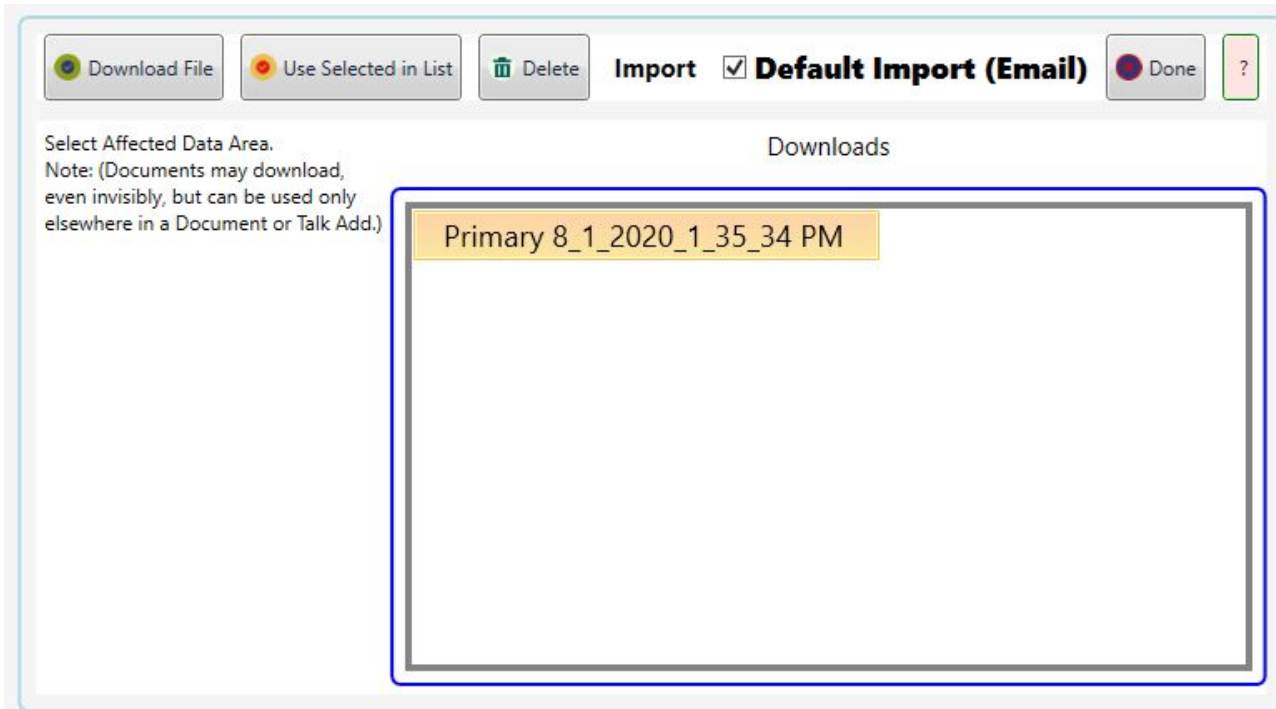 Download File Use Selected in List Delete Import Default Import (Email) Done ?
Select Affected Data Area.
Note: (Documents may download,
even invisibly, but can be used only
elsewhere in a Document or Talk Add.)
Downloads
Primary 8_1_2020_1_35_34 PM